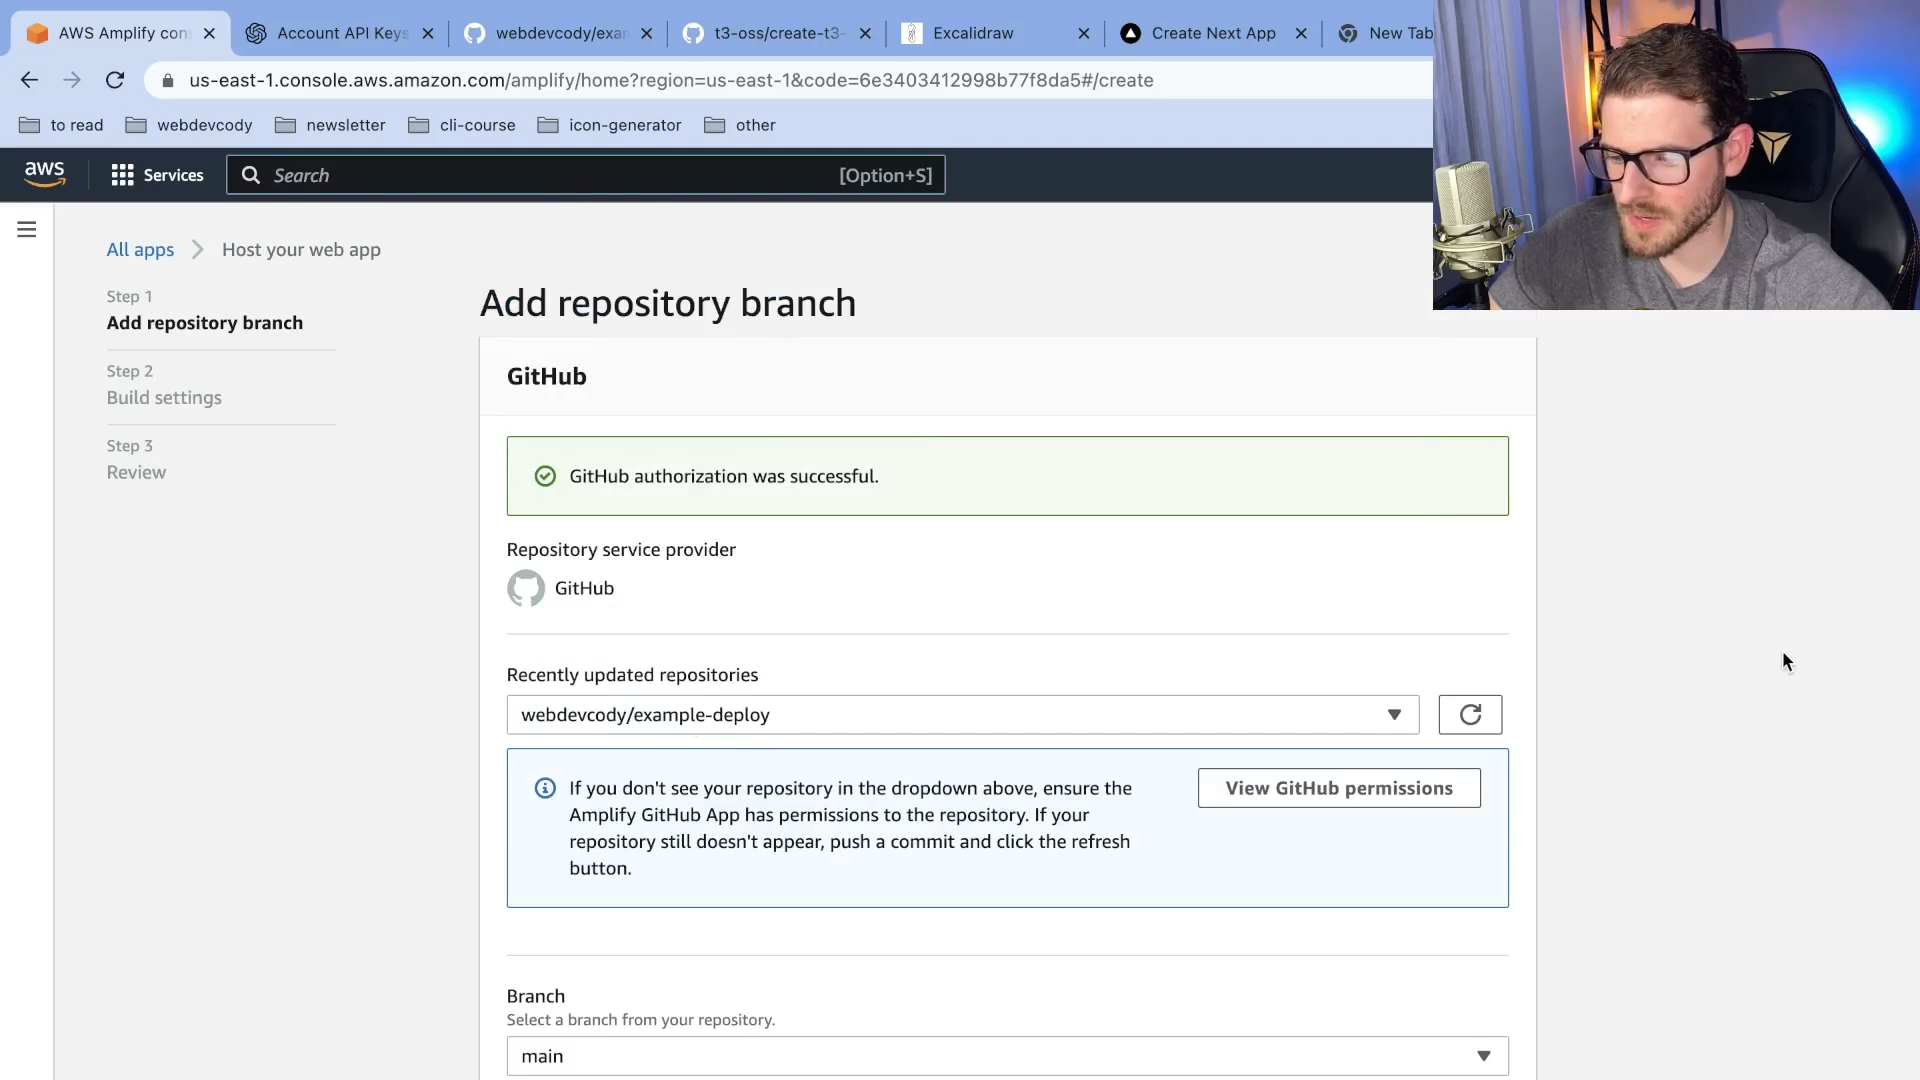 AWS Amplify con
Account API Keys
webdevcody/exar
t3-oss/create-t3-
Excalidraw
Create Next App
New Tab
us-east-1.console.aws.amazon.com/amplify/home?region=us-east-1&code=6e3403412998b77f8da5#/create
to read
webdevcody
newsletter
cli-course
icon-generator
other
aws
Services
Search
[Option+S]
All apps
Host your web app
Step 1
Add repository branch
Step 2
Build settings
Step 3
Review
Add repository branch
GitHub
GitHub authorization was successful.
Repository service provider
GitHub
Recently updated repositories
webdevcody/example-deploy
If you don't see your repository in the dropdown above, ensure the
Amplify GitHub App has permissions to the repository. If your
repository still doesn't appear, push a commit and click the refresh
button.
View GitHub permissions
Branch
Select a branch from your repository.
main